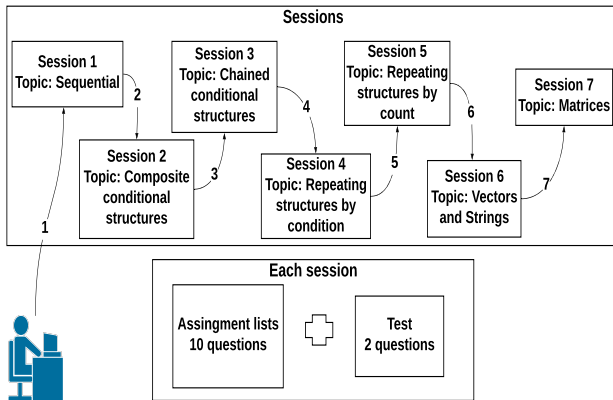 Sessions
Session 1
Topic: Sequential
Session 2
Topic: Composite
conditional
structures
Session 3
Topic: Chained
conditional
structures
Session 4
Topic: Repeating
structures by
condition
Session 5
Topic: Repeating
structures by
count
Session 6
Topic: Vectors
and Strings
Session 7
Topic: Matrices
1
2
3
4
5
6
7
Each session
Assingment lists
10 questions
Test
2 questions